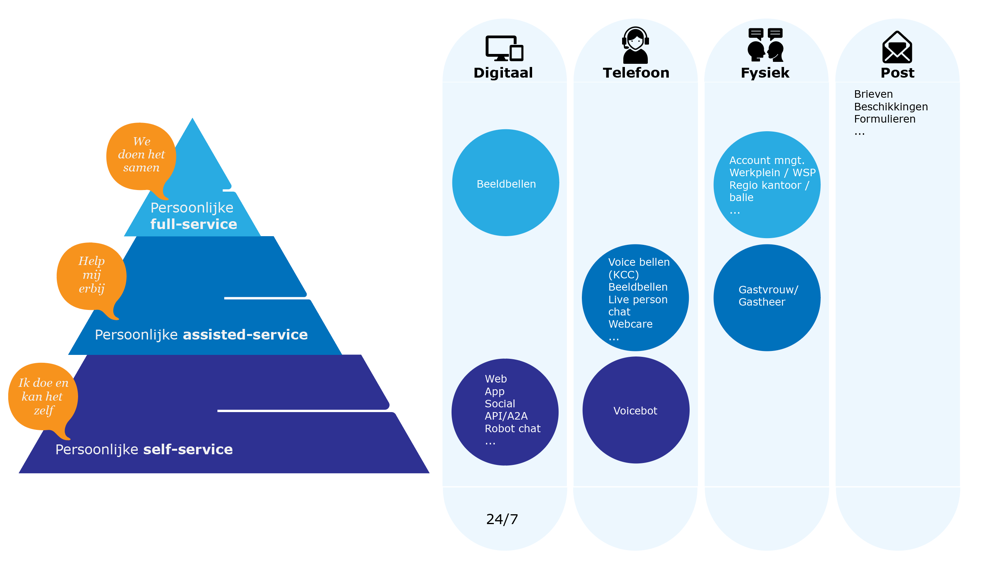 Digitaal
Telefoon
Fysiek
Post
Brieven
Beschikkingen
Formulieren
...
We
doen het
samen
Persoonlijke
full-service
Beeldbellen
Account mngt.
Werkplein / WSP
Regio kantoor /
balie
...
Help
mij
erbij
Persoonlijke assisted-service
Voice bellen
(KCC)
Beeldbellen
Live person
chat
Webcare
...
Gastvrouw/
Gastheer
Ik doe en
kan het
zelf
Persoonlijke self-service
Web
App
Social
API/A2A
Robot chat
...
Voicebot
24/7